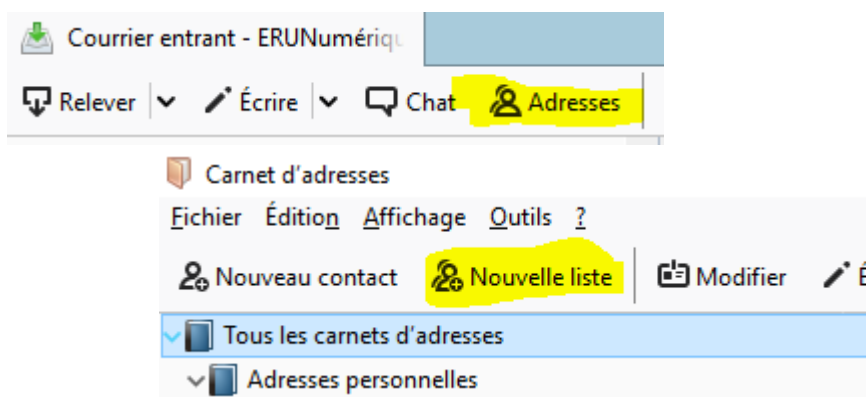 Courrier entrant - ERUNumériqu
Relever Écrire Chat Adresses
Carnet d'adresses
Fichier Édition Affichage Outils ?
Nouveau contact Nouvelle liste Modifier É
Tous les carnets d'adresses
Adresses personnelles